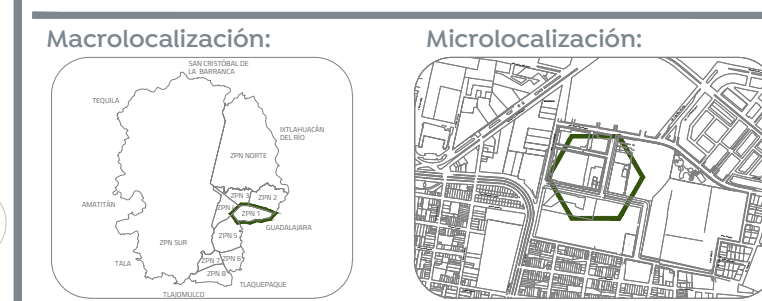 Macrolocalización:
Microlocalización:
SAN CRISTÓBAL DE
LA BARRANCA
TEQUILA
IXTLAHUACÁN
DEL RÍO
ZPN NORTE
ZPN 3
ZPN 2
ZPN 1
AMATITÁN
GUADALAJARA
ZPN 5
ZPN SUR
TALA
ZPN 7
ZPN 6
ZPN 8
TLAQUEPAQUE
TLAJOMULCO